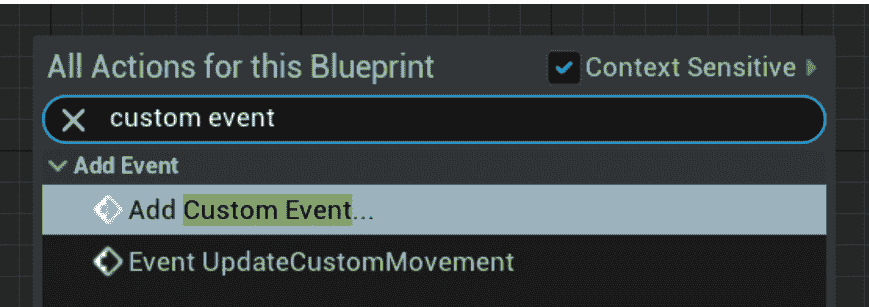 All Actions for this Blueprint Context Sensitive
custom event
Add Event
Add Custom Event...
Event UpdateCustomMovement